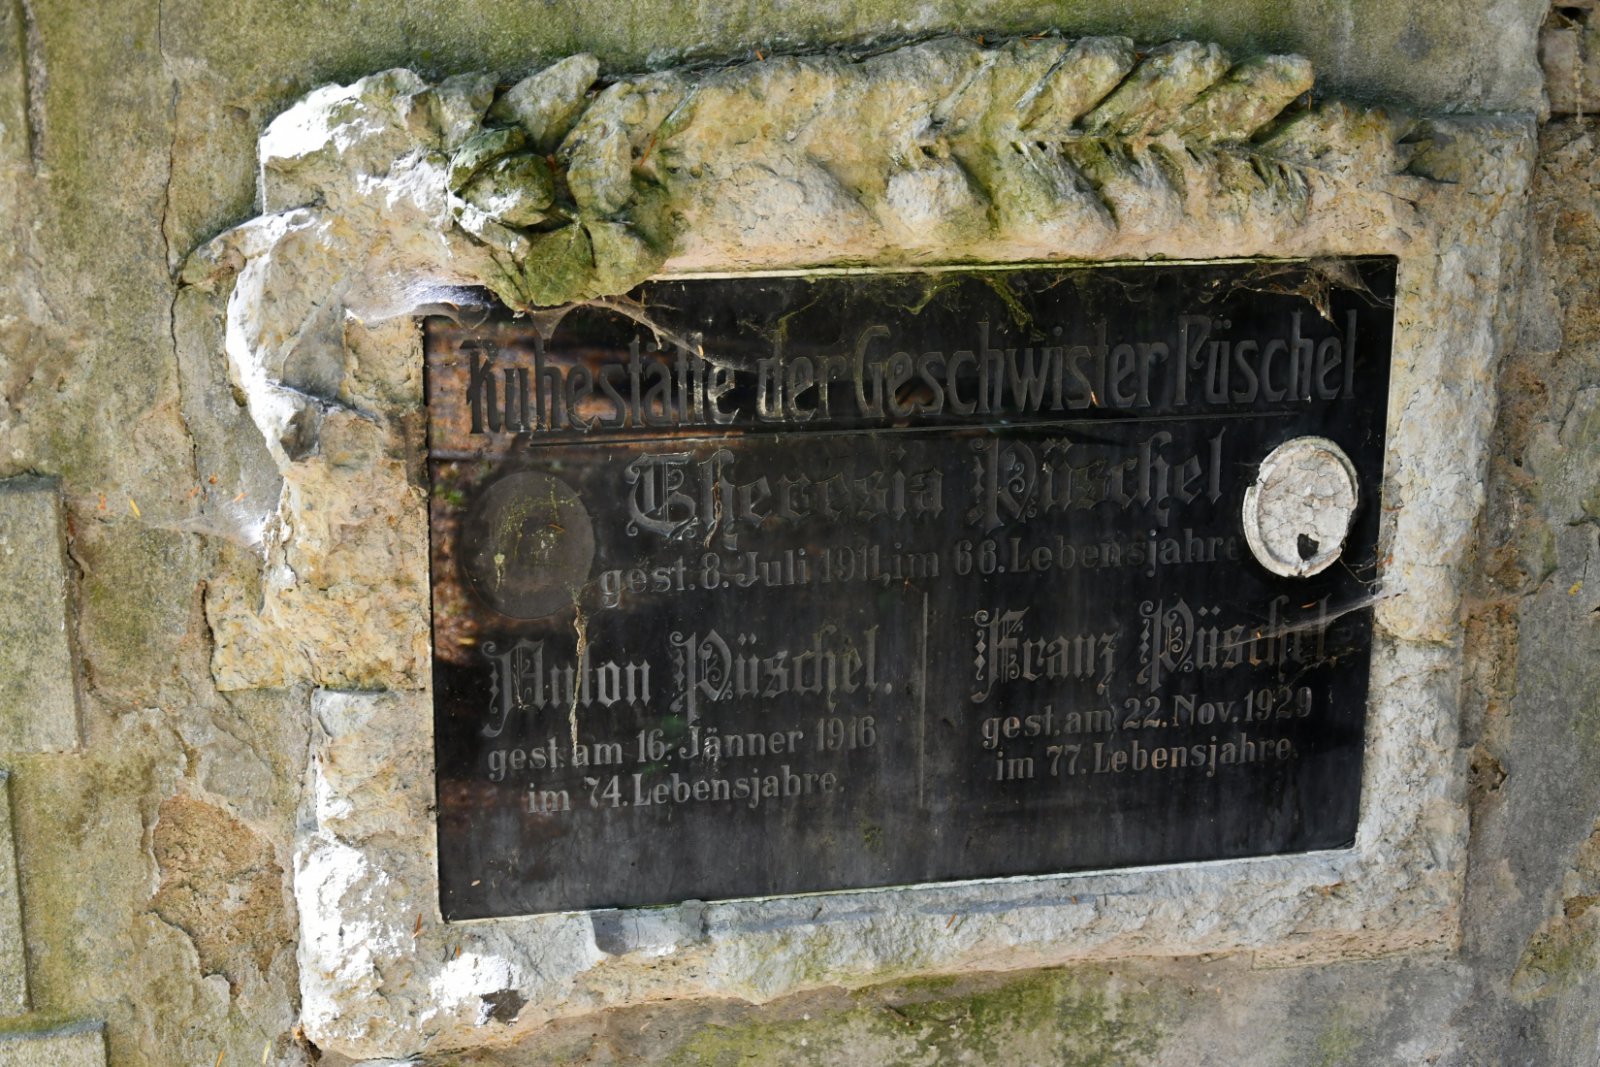 Ruhestätte der Geschwister Püschel
Theresia Püschel
gest. 8. Juli 1911, im 66. Lebensjahre
Anton Püschel.
gest. am 16. Jänner 1916
im 74. Lebensjahre.
Franz Püschel.
gest. am 22. Nov. 1929
im 77. Lebensjahre.